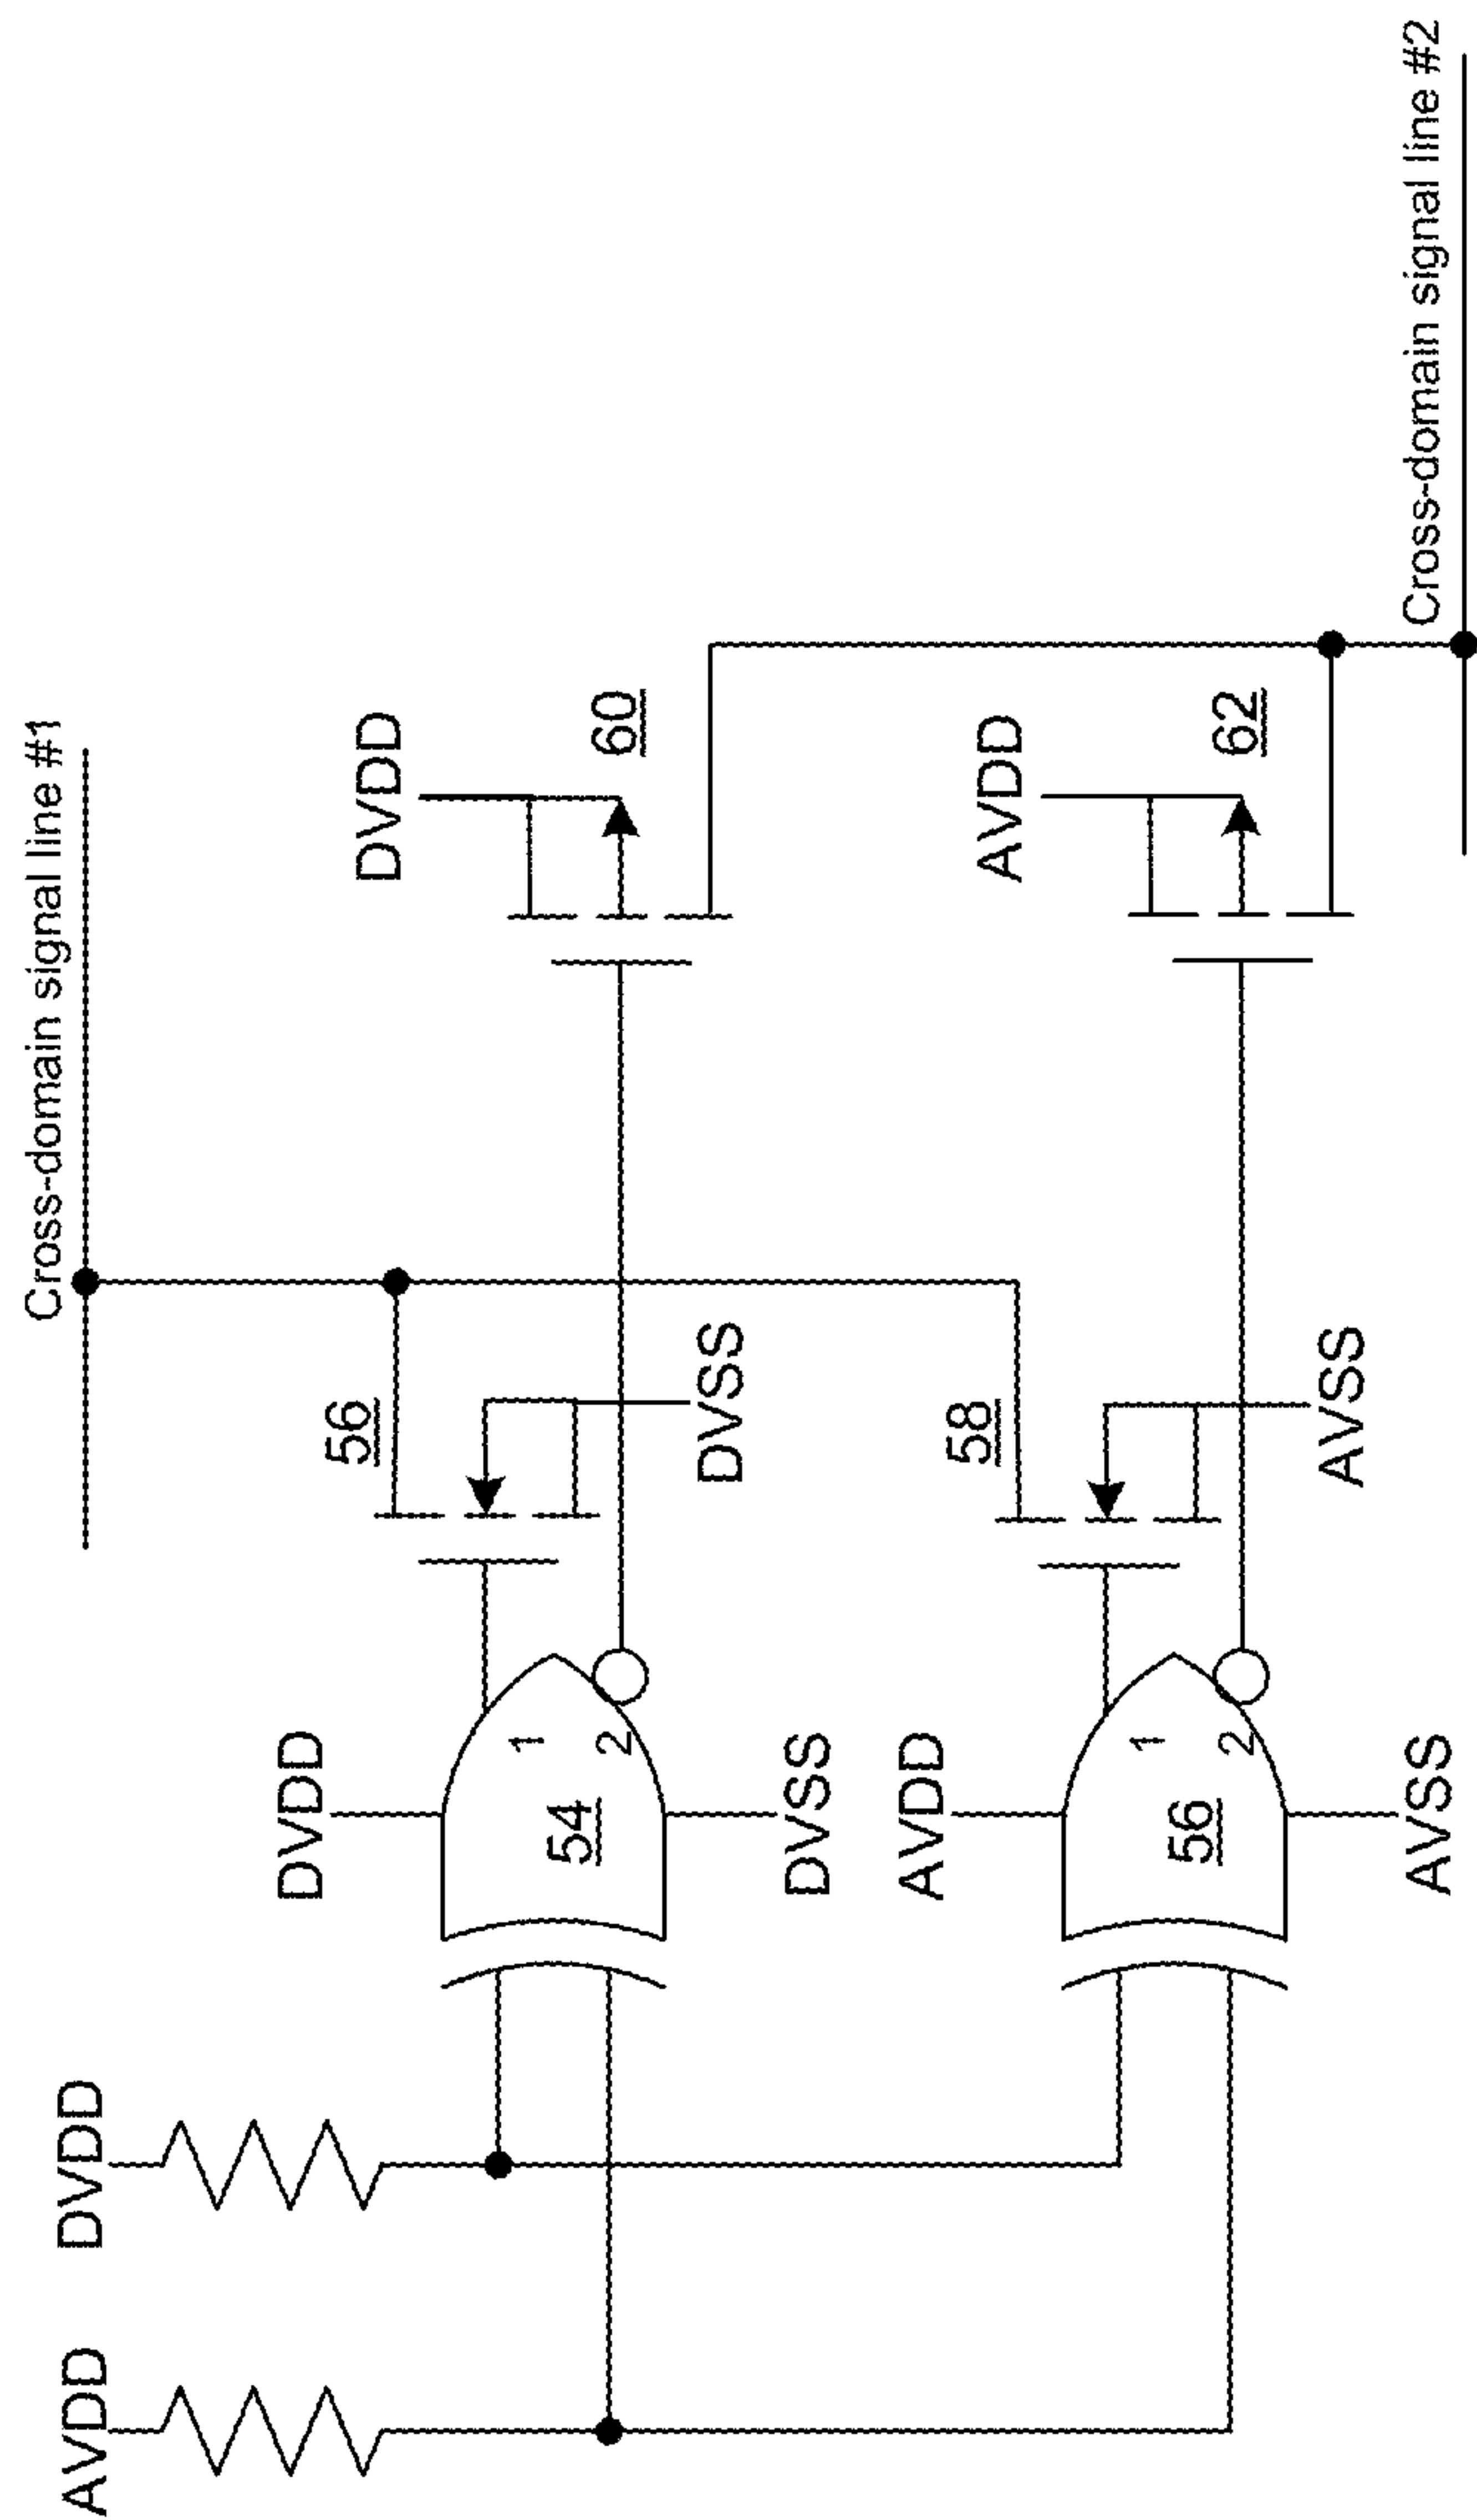 Cross-domain signal line #1
AVDD
DVDD
DVDD
54
1
2
DVSS
56
DVSS
DVDD
60
AVDD
56
1
2
AVSS
58
AVSS
AVDD
62
Cross-domain signal line #2